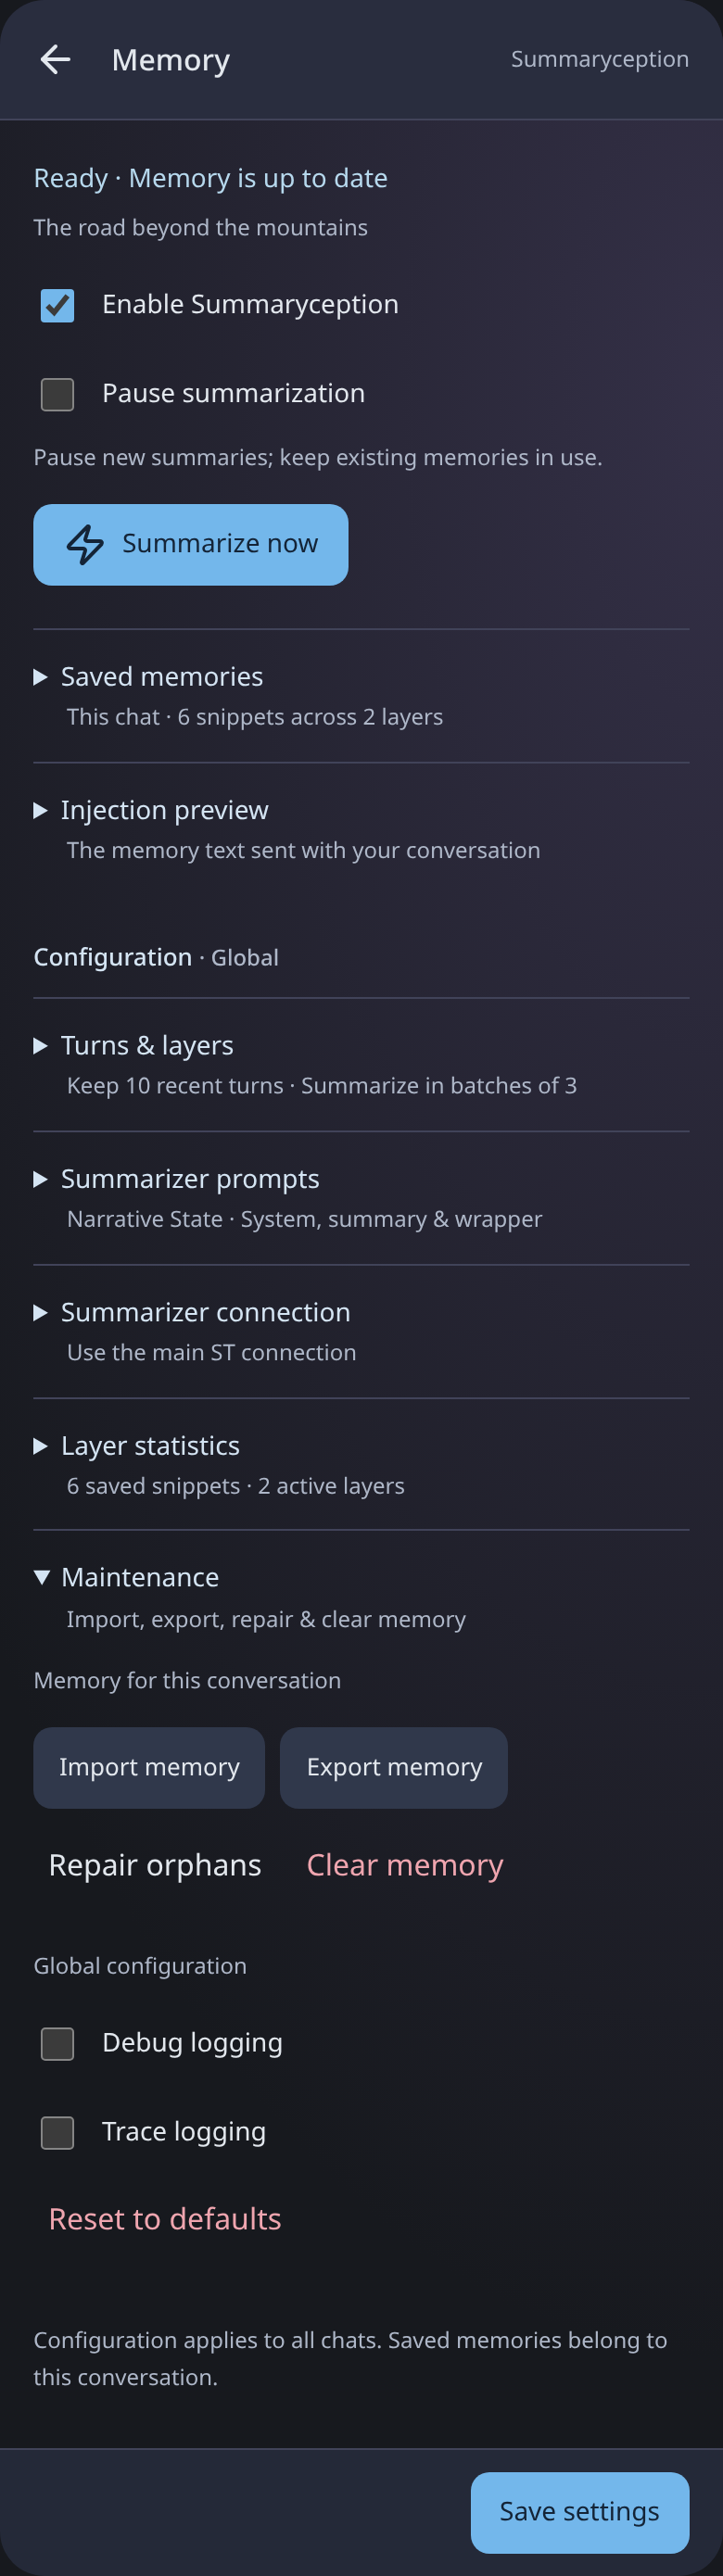 Memory
Summaryception
Ready · Memory is up to date
The road beyond the mountains
Enable Summaryception
Pause summarization
Pause new summaries; keep existing memories in use.
Summarize now
Saved memories
This chat · 6 snippets across 2 layers
Injection preview
The memory text sent with your conversation
Configuration · Global
Turns & layers
Keep 10 recent turns · Summarize in batches of 3
Summarizer prompts
Narrative State · System, summary & wrapper
Summarizer connection
Use the main ST connection
Layer statistics
6 saved snippets · 2 active layers
Maintenance
Import, export, repair & clear memory
Memory for this conversation
Import memory
Export memory
Repair orphans
Clear memory
Global configuration
Debug logging
Trace logging
Reset to defaults
Configuration applies to all chats. Saved memories belong to
this conversation.
Save settings